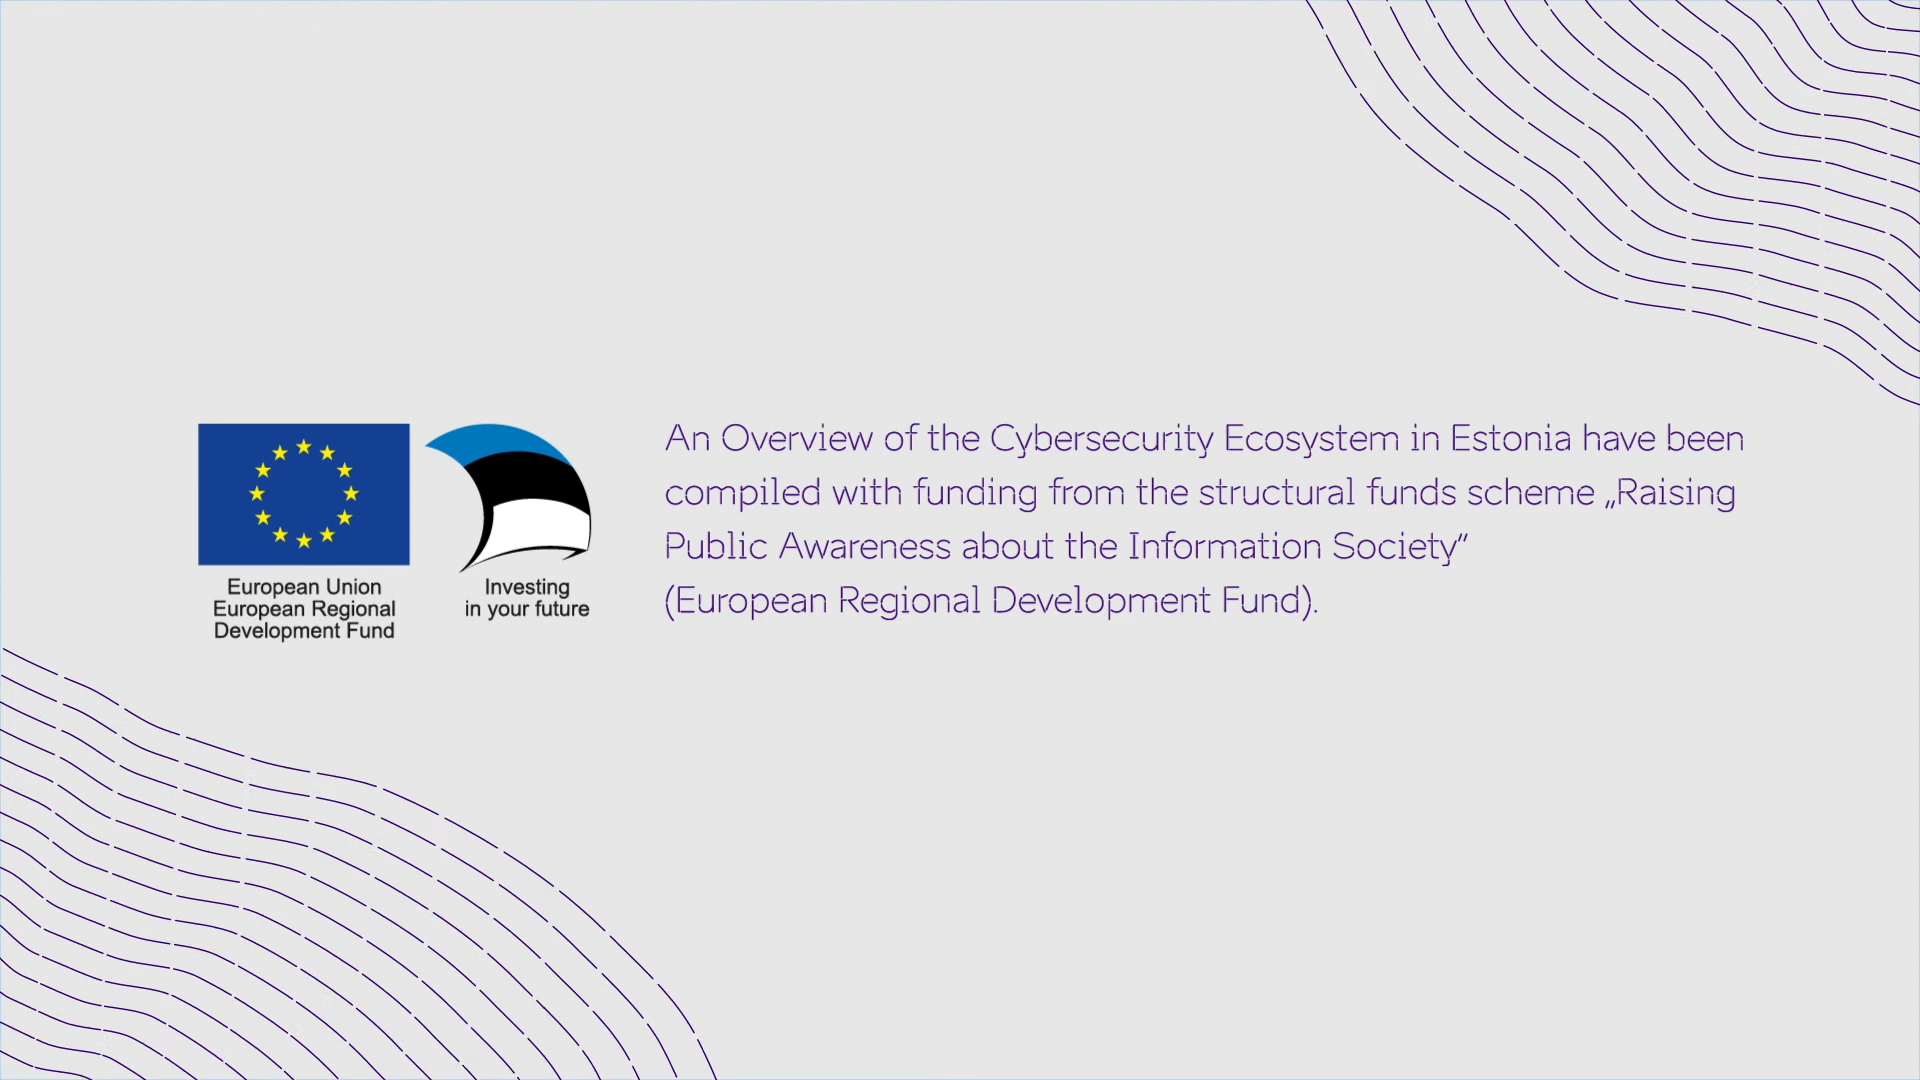 An Overview of the Cybersecurity Ecosystem in Estonia have been
compiled with funding from the structural funds scheme „Raising
Public Awareness about the Information Society“
(European Regional Development Fund).
European Union
European Regional
Development Fund
Investing
in your future